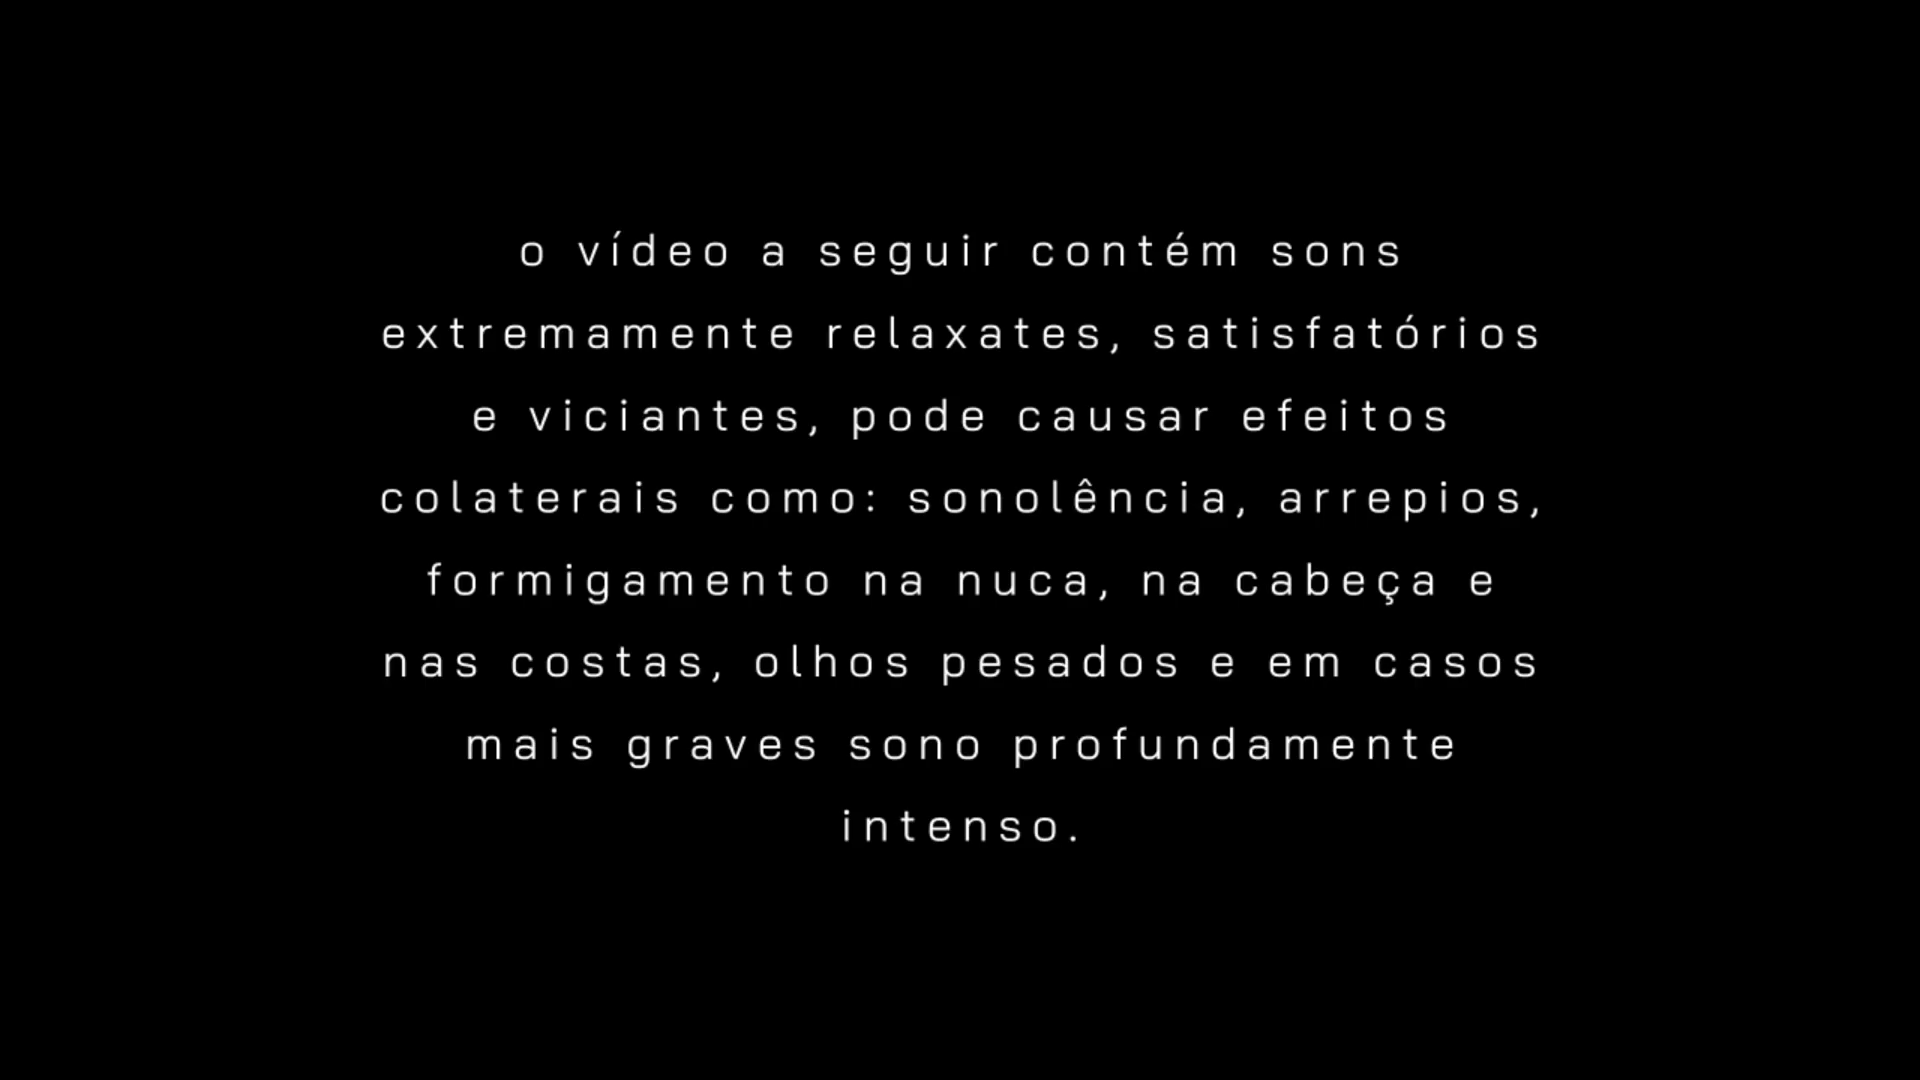 o vídeo a seguir contém sons
extremamente relaxates, satisfatórios
e viciantes, pode causar efeitos
colaterais como: sonolência, arrepios,
formigamento na nuca, na cabeça e
nas costas, olhos pesados e em casos
mais graves sono profundamente
intenso.